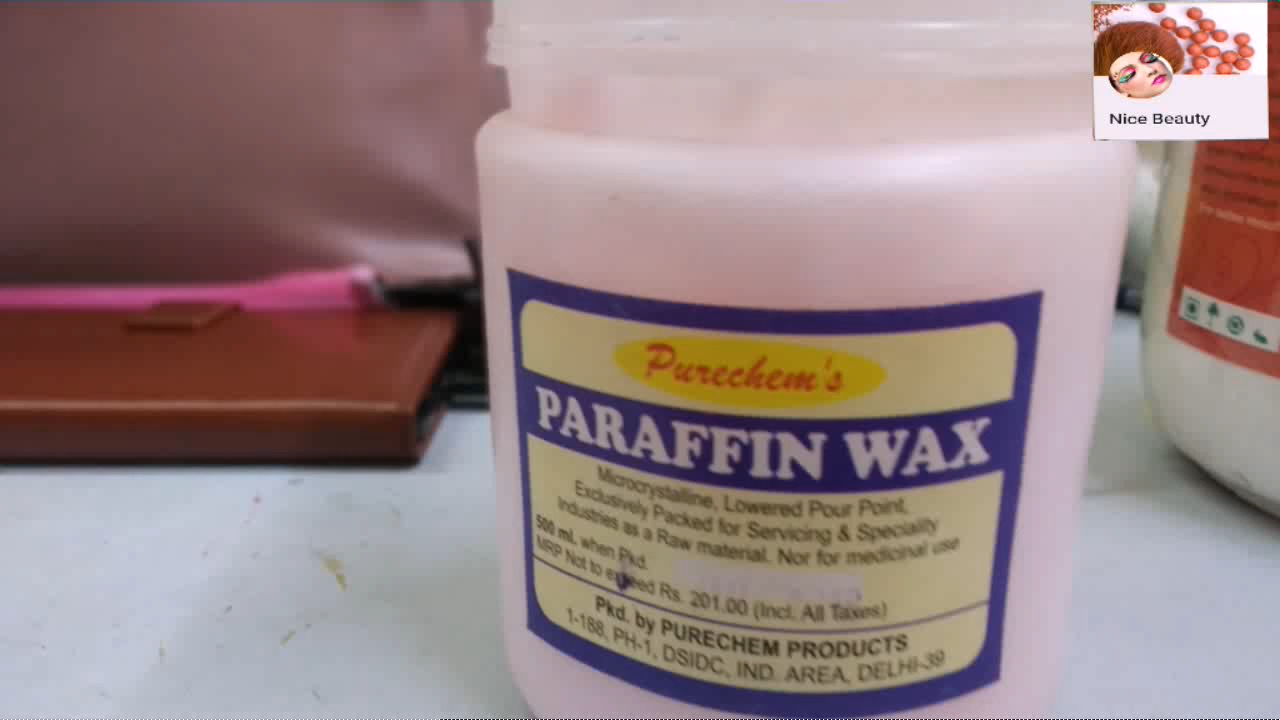 Nice Beauty
Purechem's
PARAFFIN WAX
Microcrystalline, Lowered Pour Point,
Exclusively Packed for Servicing & Speciality
Industries as a Raw material. Nor for medicinal use
500 ml. when Pkd.
MRP Not to exceed Rs. 201.00 (Incl. All Taxes)
Pkd. by PURECHEM PRODUCTS
1-168, PH-1, DSIDC, IND. AREA, DELHI-39